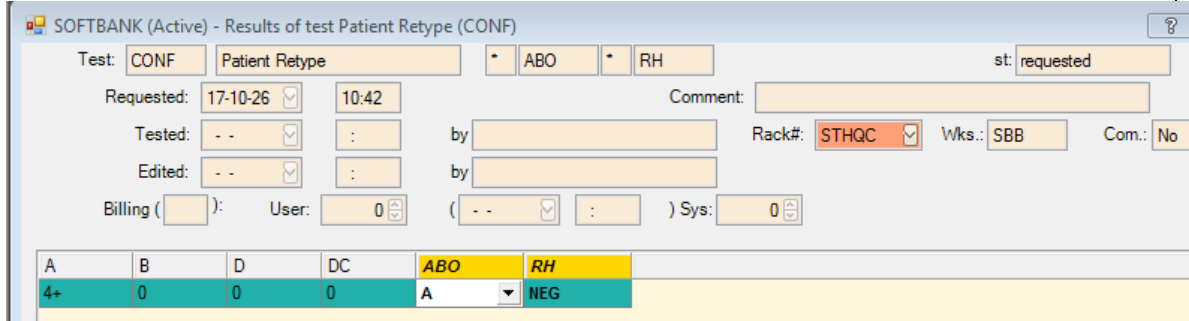 SOFTBANK (Active) - Results of test Patient Retype (CONF) ?
Test: CONF Patient Retype * ABO * RH st: requested
Requested: 17-10-26 10:42 Comment:
Tested: - - : by Rack#: STHQC Wks.: SBB Com.: No
Edited: - - : by
Billing ( ): User: 0 ( - - : ) Sys: 0
A B D DC ABO RH
4+ 0 0 0 A NEG